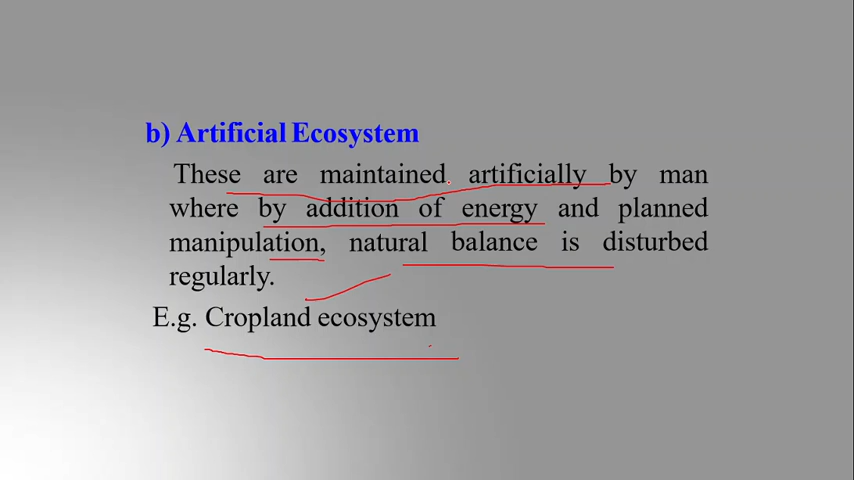 b) Artificial Ecosystem
These are maintained artificially by man
where by addition of energy and planned
manipulation, natural balance is disturbed
regularly.
E.g. Cropland ecosystem